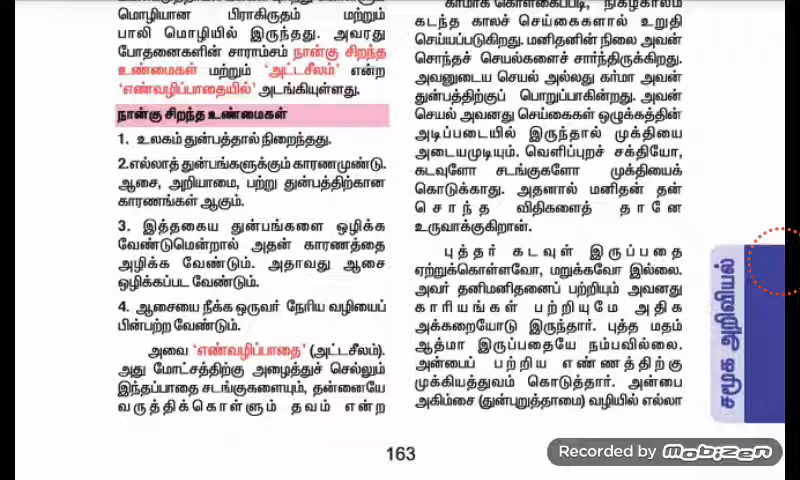 மொழியான பிராகிருதம் மற்றும்
பாலி மொழியில் இருந்தது. அவரது
போதனைகளின் சாராம்சம் நான்கு சிறந்த
உண்மைகள் மற்றும் ‘அட்டசீலம்’ என்ற
‘எண்வழிப்பாதையில்’ அடங்கியுள்ளது.
நான்கு சிறந்த உண்மைகள்
1. உலகம் துன்பத்தால் நிறைந்தது.
2.எல்லாத் துன்பங்களுக்கும் காரணமுண்டு.
ஆசை, அறியாமை, பற்று துன்பத்திற்கான
காரணங்கள் ஆகும்.
3. இத்தகைய துன்பங்களை ஒழிக்க
வேண்டுமென்றால் அதன் காரணத்தை
அழிக்க வேண்டும். அதாவது ஆசை
ஒழிக்கப்பட வேண்டும்.
4. ஆசையை நீக்க ஒருவர் நேரிய வழியைப்
பின்பற்ற வேண்டும்.
அவை ‘எண்வழிப்பாதை’ (அட்டசீலம்).
அது மோட்சத்திற்கு அழைத்துச் செல்லும்
இந்தப்பாதை சடங்குகளையும், தன்னையே
வருத்திக்கொள்ளும் தவம் என்ற
கர்மாக் கொள்கைப்படி, நிகழ்காலம்
கடந்த காலச் செய்கைகளால் உறுதி
செய்யப்படுகிறது. மனிதனின் நிலை அவன்
சொந்தச் செயல்களைச் சார்ந்திருக்கிறது.
அவனுடைய செயல் அல்லது கர்மா அவன்
துன்பத்திற்குப் பொறுப்பாகின்றது. அவன்
செயல் அவனது செய்கைகள் ஒழுக்கத்தின்
அடிப்படையில் இருந்தால் முக்தியை
அடையமுடியும். வெளிப்புறச் சக்தியோ,
கடவுளோ சடங்குகளோ முக்தியைக்
கொடுக்காது. அதனால் மனிதன் தன்
சொந்த விதிகளைத் தானே
உருவாக்குகிறான்.
புத்தர் கடவுள் இருப்பதை
ஏற்றுக்கொள்ளவோ, மறுக்கவோ இல்லை.
அவர் தனிமனிதனைப் பற்றியும் அவனது
காரியங்கள் பற்றியுமே அதிக
அக்கறையோடு இருந்தார். புத்த மதம்
ஆத்மா இருப்பதையே நம்பவில்லை.
அன்பைப் பற்றிய எண்ணத்திற்கு
முக்கியத்துவம் கொடுத்தார். அன்பை
அகிம்சை (துன்புறுத்தாமை) வழியில் எல்லா
சமூக அறிவியல்
163
Recorded by Mobizen